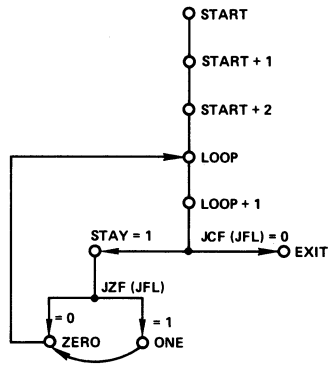 START
START + 1
START + 2
LOOP
LOOP + 1
STAY = 1
JCF (JFL) = 0
EXIT
JZF (JFL)
= 0
= 1
ZERO
ONE